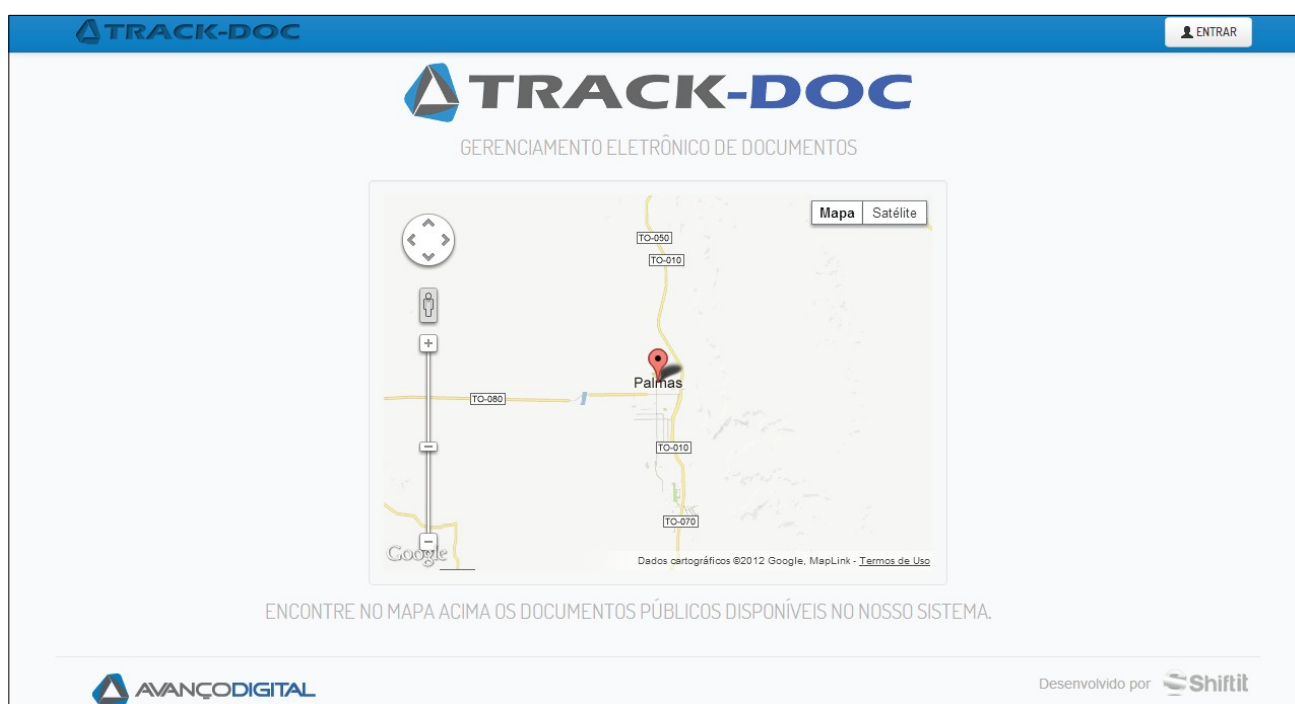 TRACK-DOC
ENTRAR
TRACK-DOC
GERENCIAMENTO ELETRÔNICO DE DOCUMENTOS
Mapa Satélite
TO-050
TO-010
Palmas
TO-080
TO-010
TO-070
Google
Dados cartográficos ©2012 Google, MapLink - Termos de Uso
ENCONTRE NO MAPA ACIMA OS DOCUMENTOS PÚBLICOS DISPONÍVEIS NO NOSSO SISTEMA.
AVANÇODIGITAL
Desenvolvido por Shiftit